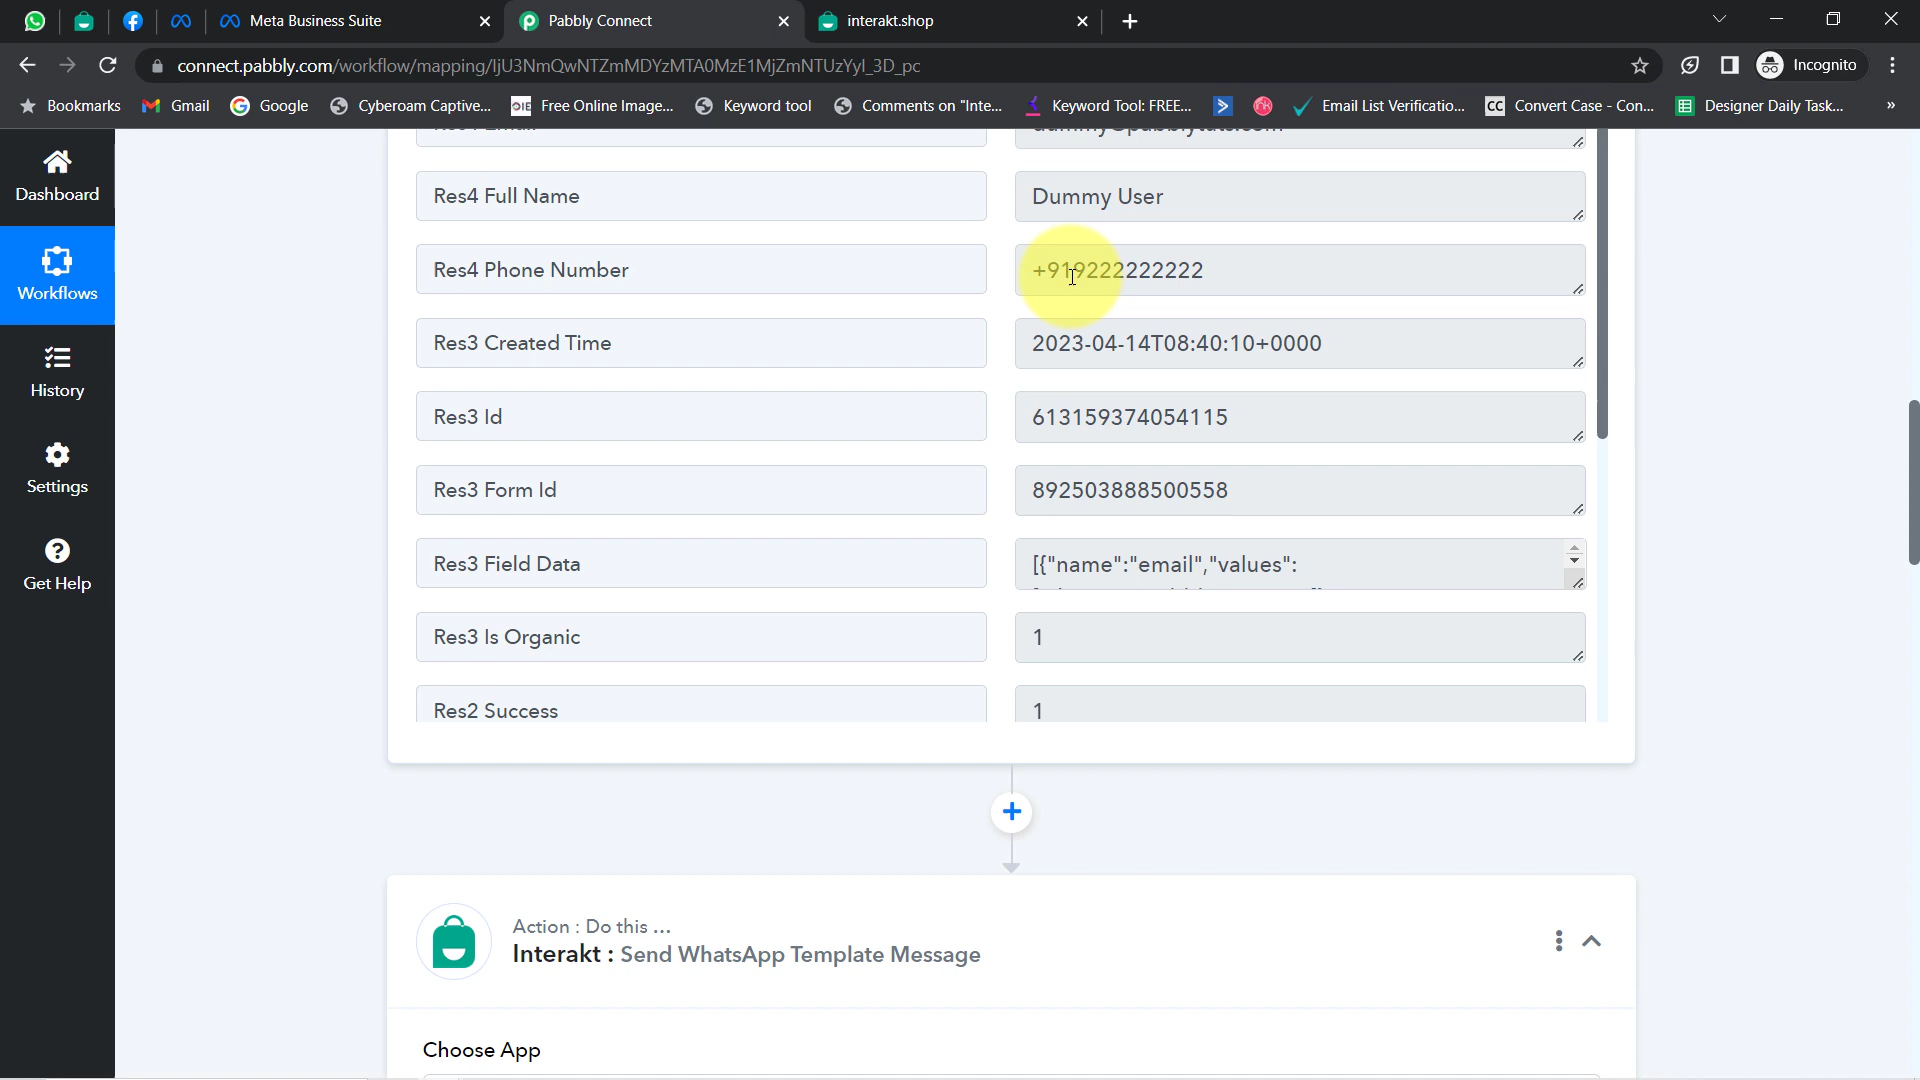 Meta Business Suite
Pabbly Connect
interakt.shop
connect.pabbly.com/workflow/mapping/IjU3NmQwNTZmMDYzMTA0MzE1MjZmNTUzYyI_3D_pc
Incognito
Bookmarks
Gmail
Google
Cyberoam Captive...
Free Online Image...
Keyword tool
Comments on "Inte...
Keyword Tool: FREE...
Email List Verificatio...
CC
Convert Case - Con...
Designer Daily Task...
»
Dashboard
Workflows
History
Settings
Get Help
Res4 Full Name
Dummy User
Res4 Phone Number
+919222222222
Res3 Created Time
2023-04-14T08:40:10+0000
Res3 Id
613159374054115
Res3 Form Id
892503888500558
Res3 Field Data
[{"name":"email","values":
Res3 Is Organic
1
Res2 Success
1
Action : Do this ...
Interakt : Send WhatsApp Template Message
Choose App